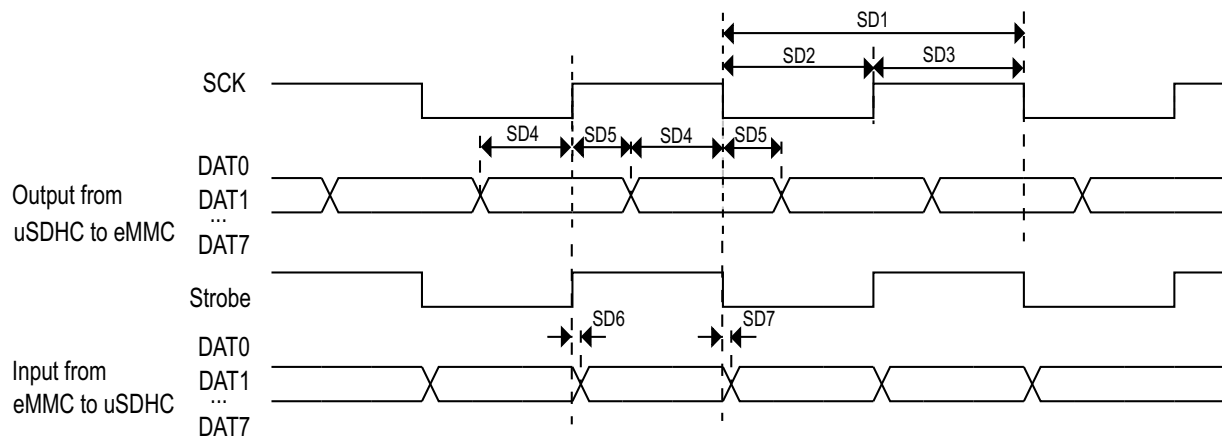 SD1
SD2
SD3
SCK
SD4
SD5
SD4
SD5
DAT0
Output from
uSDHC to eMMC
DAT1
...
DAT7
Strobe
SD6
SD7
DAT0
Input from
eMMC to uSDHC
DAT1
...
DAT7